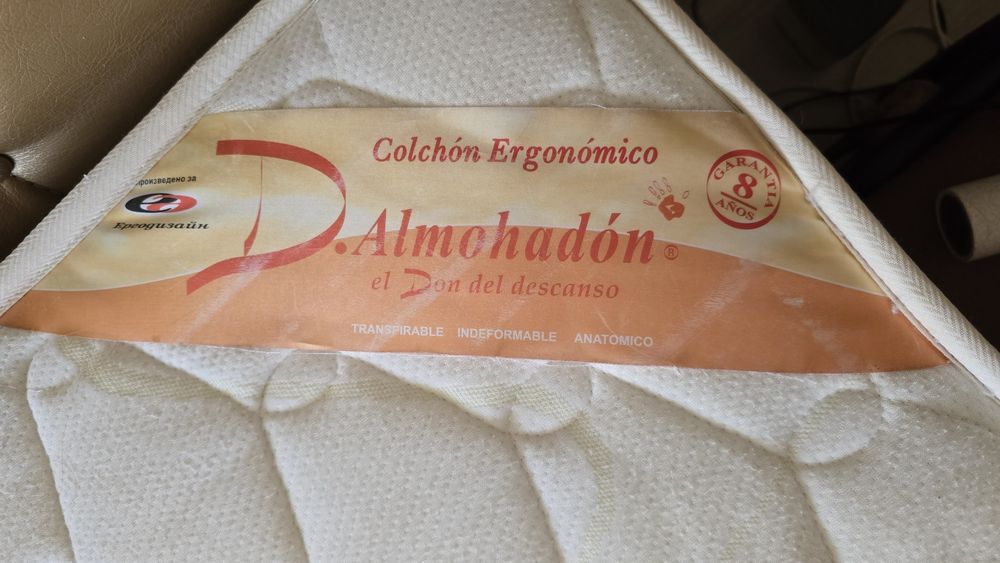 Colchón Ergonómico
произведено за
Ергодизайн
D.Almohadón®
el Don del descanso
GARANTIA
8
AÑOS
TRANSPIRABLE INDEFORMABLE ANATOMICO